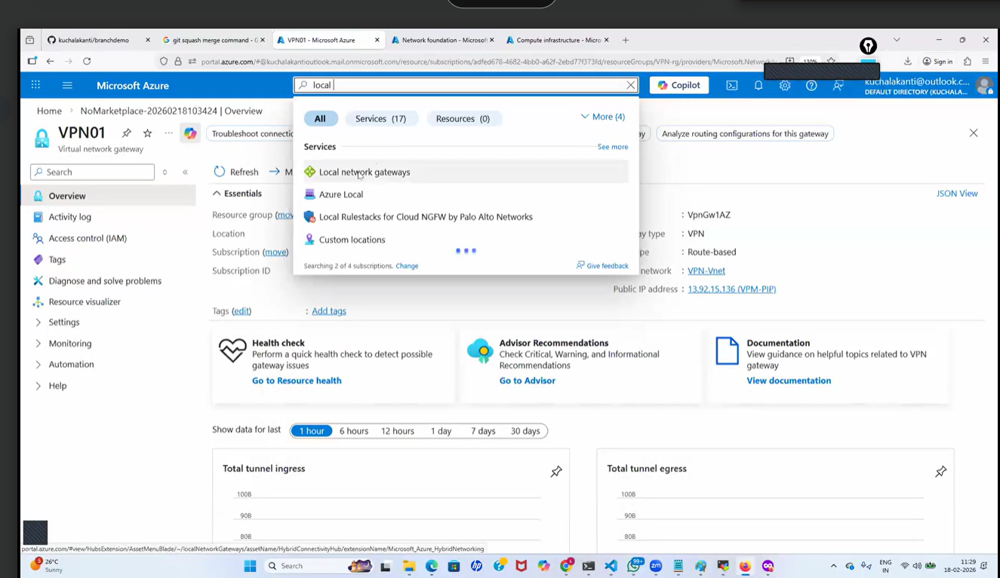 kuchalakanti/branchdemo
git squash merge command - G
VPN01 - Microsoft Azure
Network foundation - Microsof
Compute infrastructure - Micro
portal.azure.com/#@kuchalakantioutlook.mail.onmicrosoft.com/resource/subscriptions/adfed678-4682-4bb0-a62f-2ebd77f373fd/resourceGroups/VPN-rg/providers/Microsoft.Network/
130%
Sign in
Microsoft Azure
local
Copilot
kuchalakanti@outlook.c...
DEFAULT DIRECTORY (KUCHALA...
Home > NoMarketplace-20260218103424 | Overview
VPN01
Virtual network gateway
Troubleshoot connectic
ay
Analyze routing configurations for this gateway
All
Services (17)
Resources (0)
More (4)
Services
See more
Local network gateways
Azure Local
Local Rulestacks for Cloud NGFW by Palo Alto Networks
Custom locations
Searching 2 of 4 subscriptions. Change
Give feedback
Search
Refresh
M
Overview
Activity log
Access control (IAM)
Tags
Diagnose and solve problems
Resource visualizer
Settings
Monitoring
Automation
Help
Essentials
JSON View
Resource group (mov
: VpnGw1AZ
Location
ay type : VPN
Subscription (move)
pe : Route-based
Subscription ID
network : VPN-Vnet
Public IP address : 13.92.15.136 (VPM-PIP)
Tags (edit) : Add tags
Health check
Perform a quick health check to detect possible
gateway issues
Go to Resource health
Advisor Recommendations
Check Critical, Warning, and Informational
Recommendations
Go to Advisor
Documentation
View guidance on helpful topics related to VPN
gateway
View documentation
Show data for last
1 hour
6 hours
12 hours
1 day
7 days
30 days
Total tunnel ingress
100B
90B
80B
Total tunnel egress
100B
90B
80B
portal.azure.com/#view/HubsExtension/AssetMenuBlade/~/localNetworkGateways/assetName/HybridConnectivityHub/extensionName/Microsoft_Azure_HybridNetworking
5
26°C
Sunny
Search
99+
zm
ENG
IN
11:29
18-02-2026